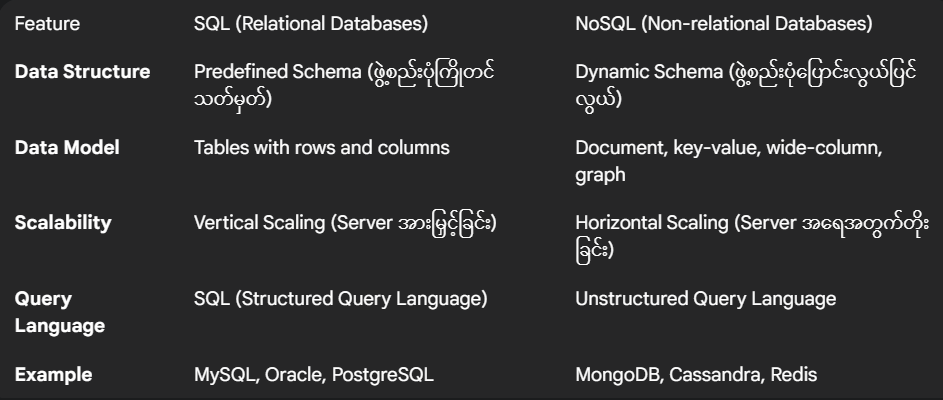 Feature SQL (Relational Databases) NoSQL (Non-relational Databases)
Data Structure Predefined Schema (ဖွဲ့စည်းပုံကြိုတင် Dynamic Schema (ဖွဲ့စည်းပုံပြောင်းလွယ်ပြင်
သတ်မှတ်) လွယ်)
Data Model Tables with rows and columns Document, key-value, wide-column,
graph
Scalability Vertical Scaling (Server အားမြှင့်ခြင်း) Horizontal Scaling (Server အရေအတွက်တိုး
ခြင်း)
Query SQL (Structured Query Language) Unstructured Query Language
Language
Example MySQL, Oracle, PostgreSQL MongoDB, Cassandra, Redis